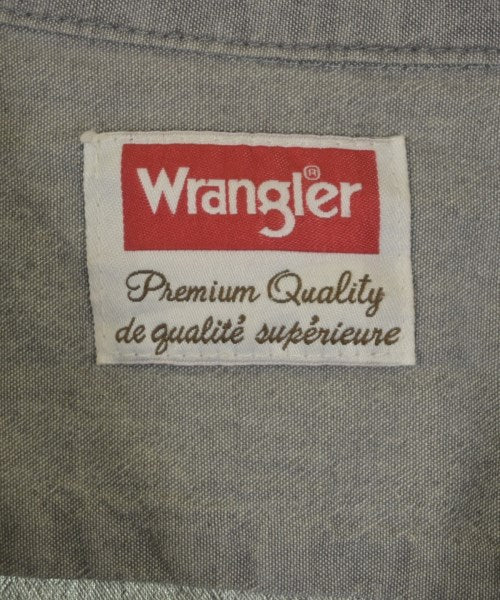 Wrangler®
Premium Quality
de qualité supérieure